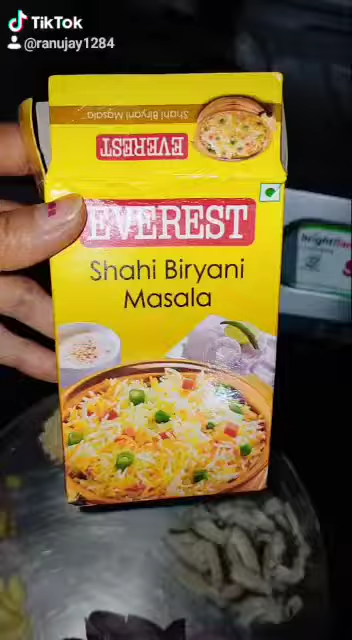 TikTok
@ranujay1284
Shahi Biryani Masala
EVEREST
EVEREST
Shahi Biryani
Masala